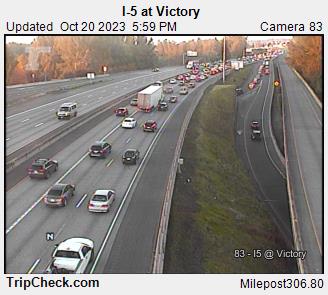 I-5 at Victory
Updated Oct 20 2023 5:59 PM Camera 83
N
83 - I5 @ Victory
TripCheck.com Milepost306.80